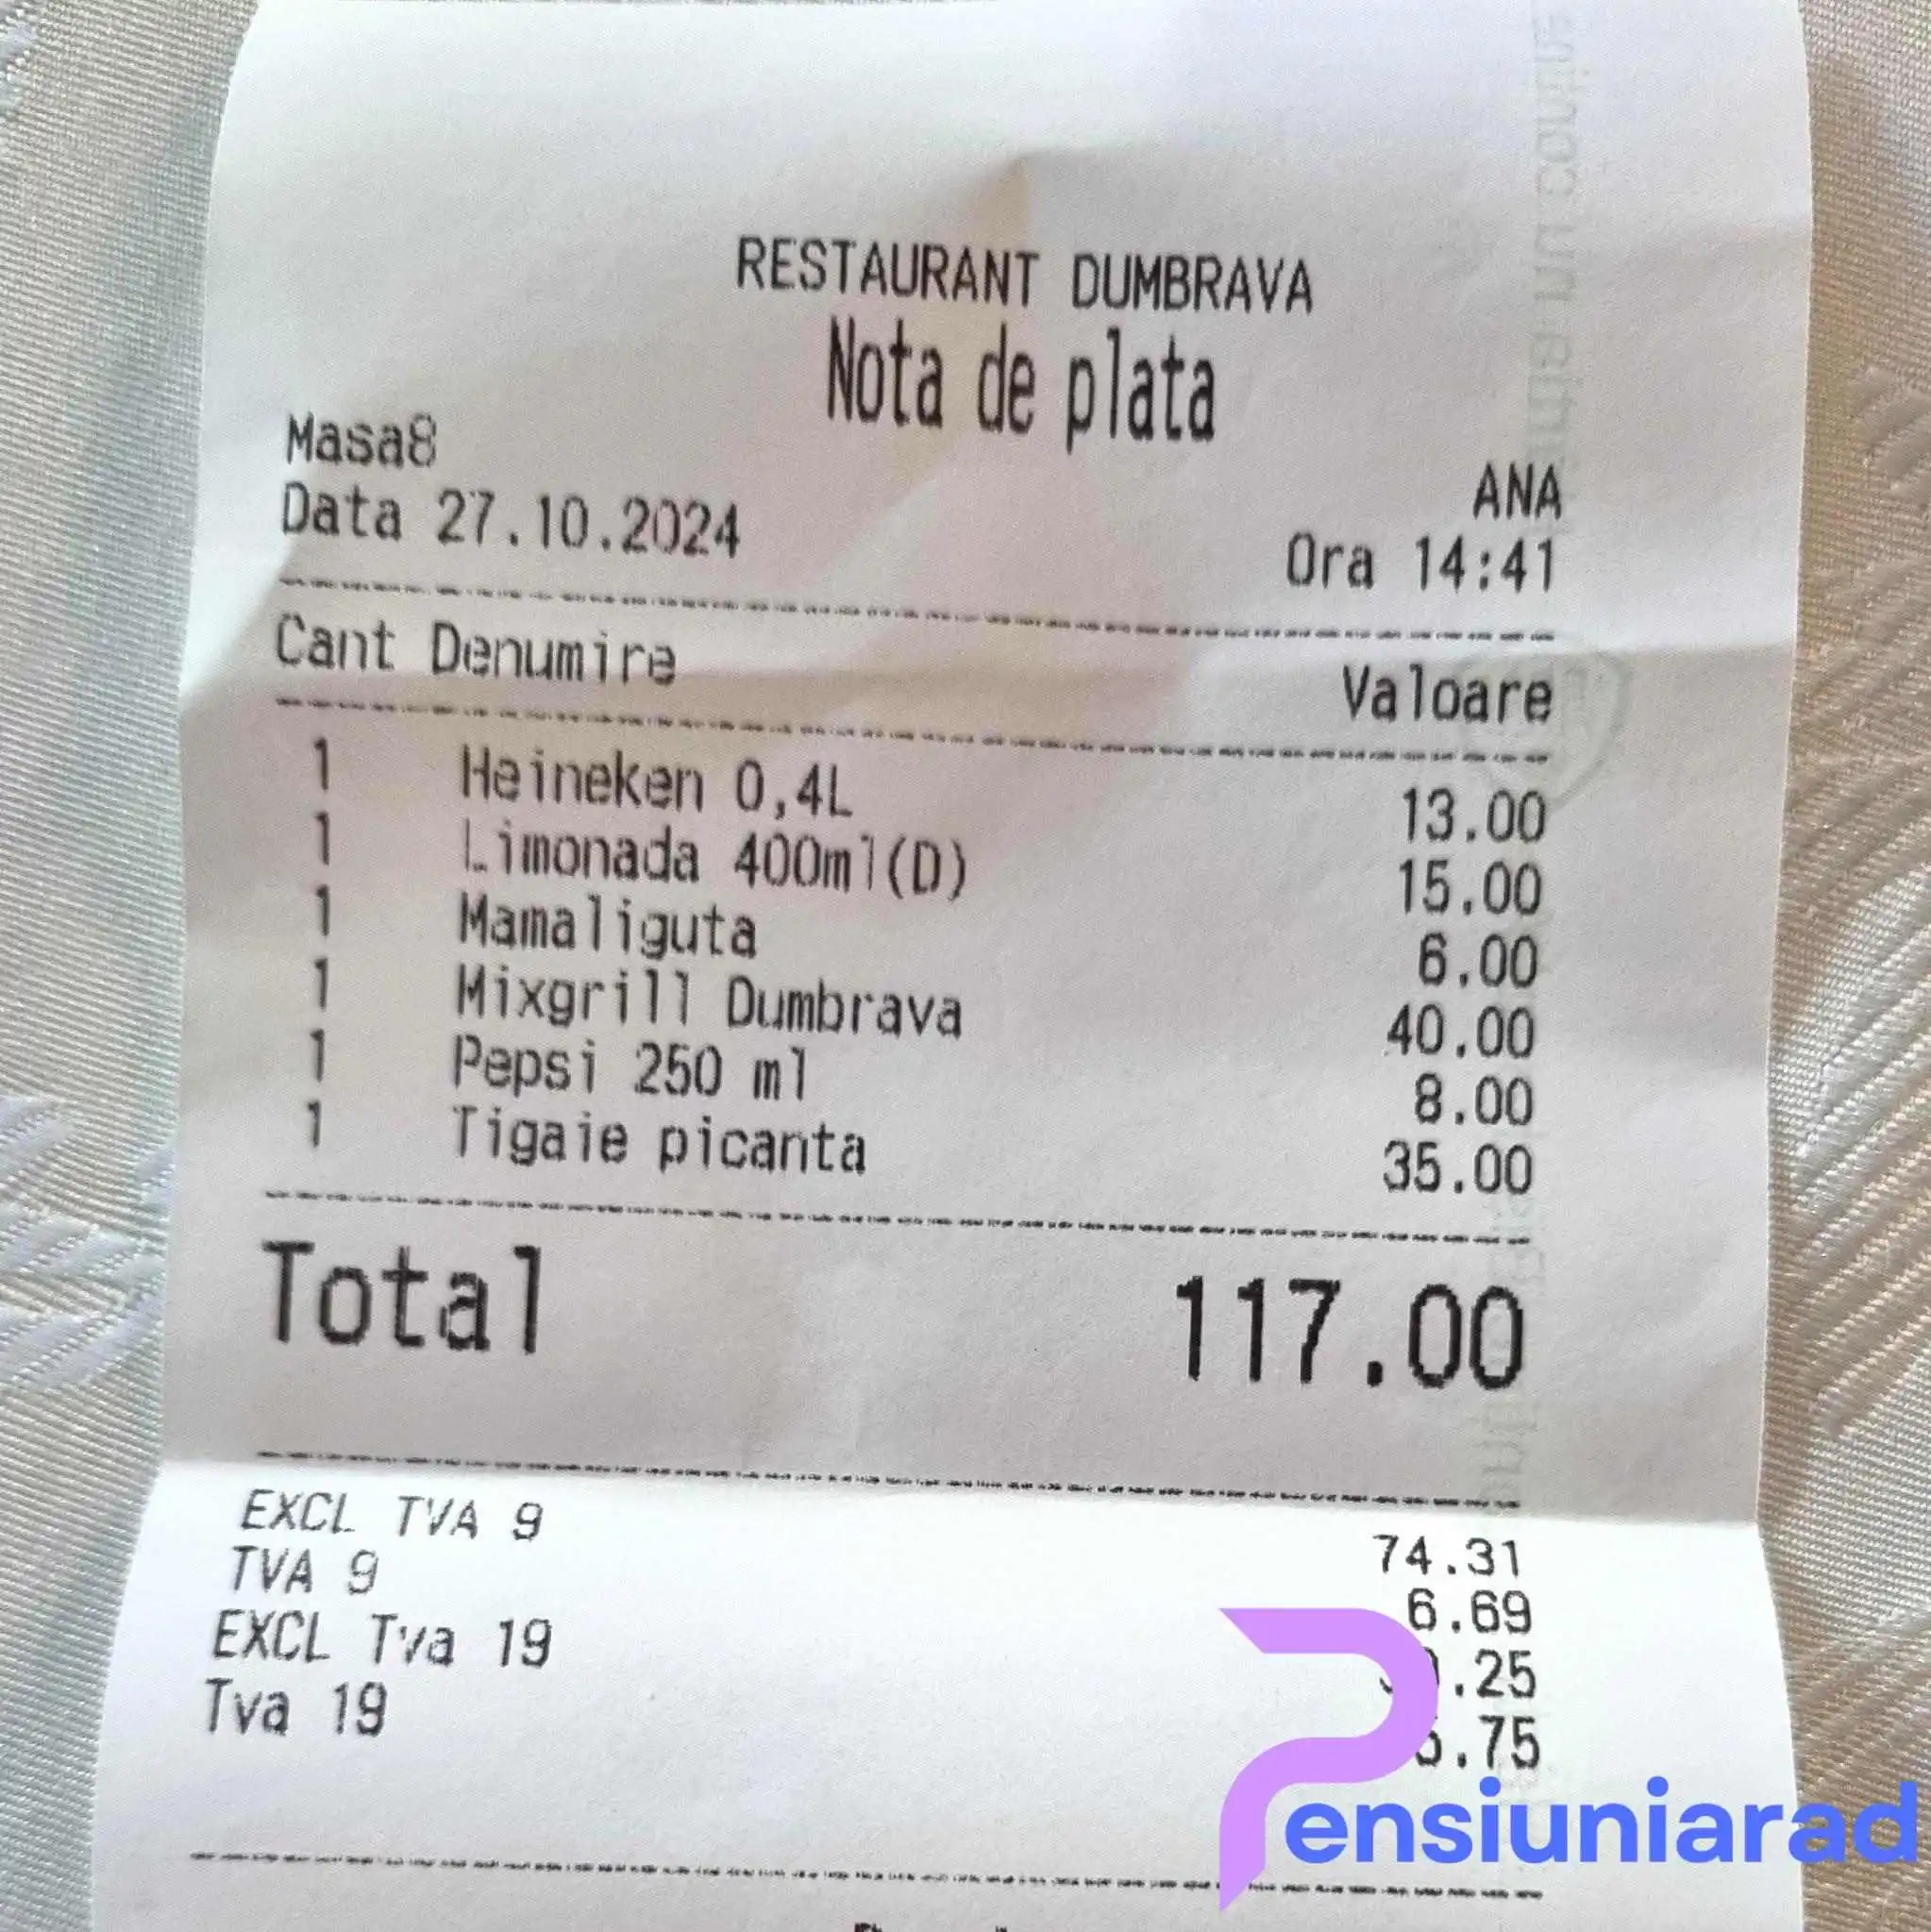 RESTAURANT DUMBRAVA
Nota de plata
Masa8 ANA
Data 27.10.2024 Ora 14:41
Cant Denumire Valoare
1 Heineken 0,4L 13.00
1 Limonada 400ml(D) 15.00
1 Mamaliguta 6.00
1 Mixgrill Dumbrava 40.00
1 Pepsi 250 ml 8.00
1 Tigaie picanta 35.00
Total 117.00
EXCL TVA 9 74.31
TVA 9 6.69
EXCL Tva 19
Tva 19
Pensiuniarad